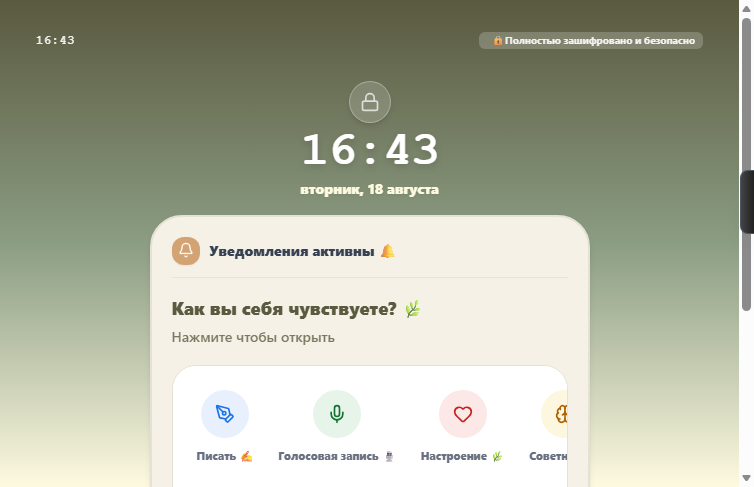 16:43
🔒Полностью зашифровано и безопасно
16:43
вторник, 18 августа
Уведомления активны 🔔
Как вы себя чувствуете? 🌿
Нажмите чтобы открыть
Писать ✍️ Голосовая запись 🎙️ Настроение 🌿 Советн